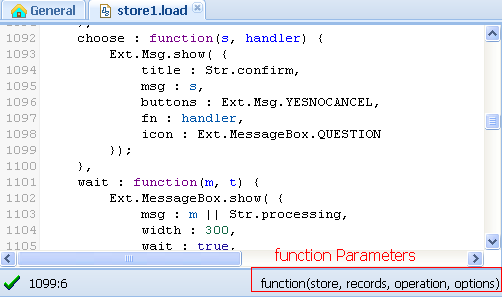 General
store1.load
1092 choose : function(s, handler) {
1093 Ext.Msg.show( {
1094 title : Str.confirm,
1095 msg : s,
1096 buttons : Ext.Msg.YESNOCANCEL,
1097 fn : handler,
1098 icon : Ext.MessageBox.QUESTION
1099 });
1100 },
1101 wait : function(m, t) {
1102 Ext.MessageBox.show( {
1103 msg : m || Str.processing,
1104 width : 300,
1105 wait : true,
function Parameters
1099:6
function(store, records, operation, options)